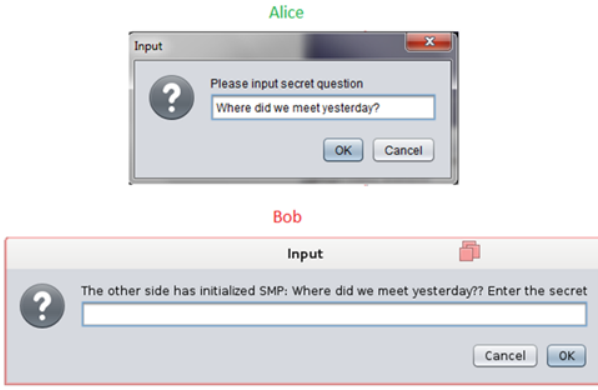 Alice
Input
Please input secret question
Where did we meet yesterday?
OK Cancel
Bob
Input
The other side has initialized SMP: Where did we meet yesterday?? Enter the secret
Cancel OK